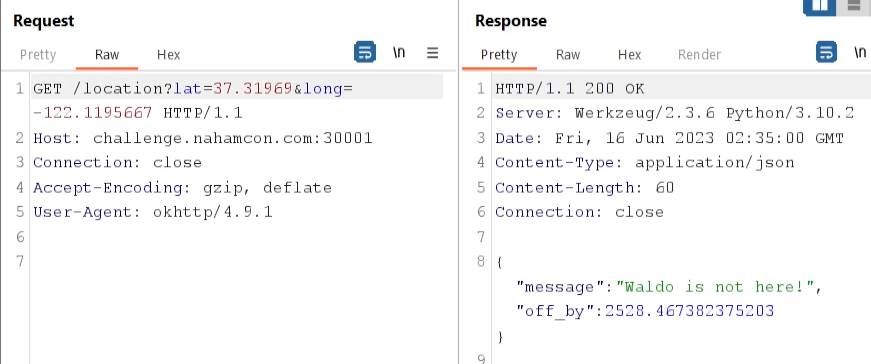 Request
Pretty Raw Hex \n
1 GET /location?lat=37.31969&long=
-122.1195667 HTTP/1.1
2 Host: challenge.nahamcon.com:30001
3 Connection: close
4 Accept-Encoding: gzip, deflate
5 User-Agent: okhttp/4.9.1
6
7
Response
Pretty Raw Hex Render \n
1 HTTP/1.1 200 OK
2 Server: Werkzeug/2.3.6 Python/3.10.2
3 Date: Fri, 16 Jun 2023 02:35:00 GMT
4 Content-Type: application/json
5 Content-Length: 60
6 Connection: close
7
8 {
"message":"Waldo is not here!",
"off_by":2528.467382375203
}
9